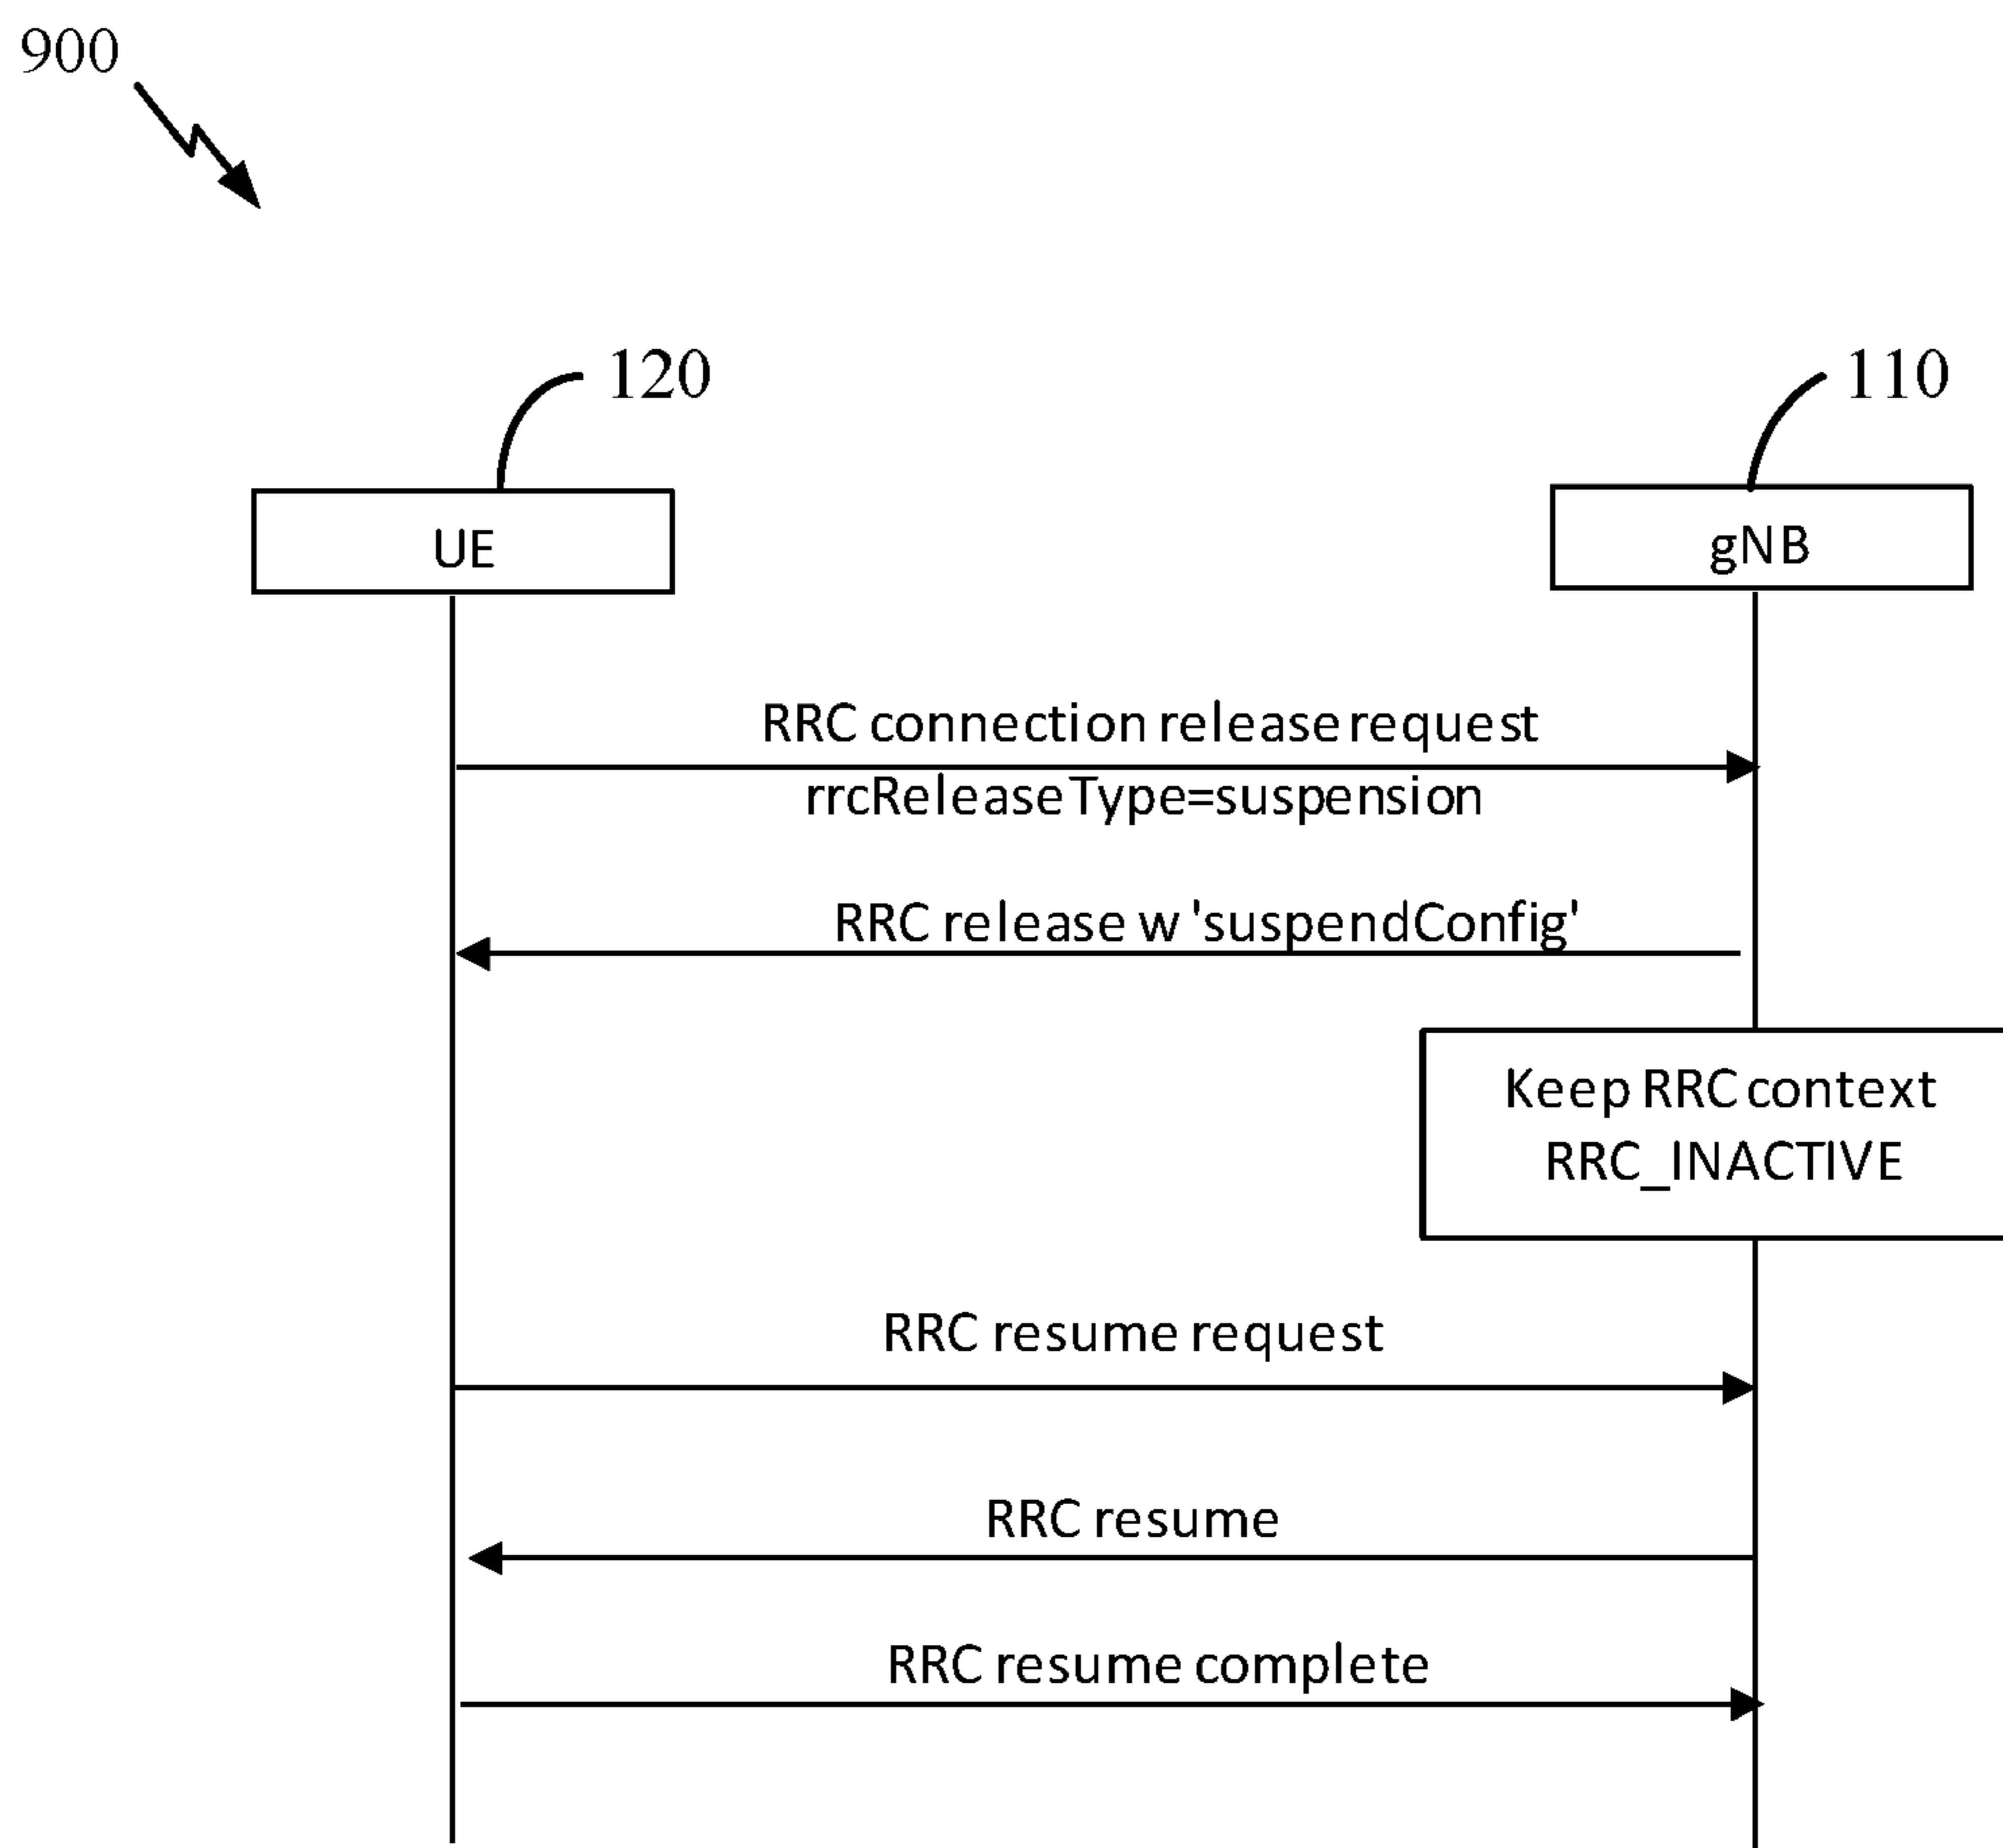 900
120
110
UE
gNB
RRC connection release request
rrcReleaseType=suspension
RRC release w 'suspendConfig'
Keep RRC context
RRC_INACTIVE
RRC resume request
RRC resume
RRC resume complete